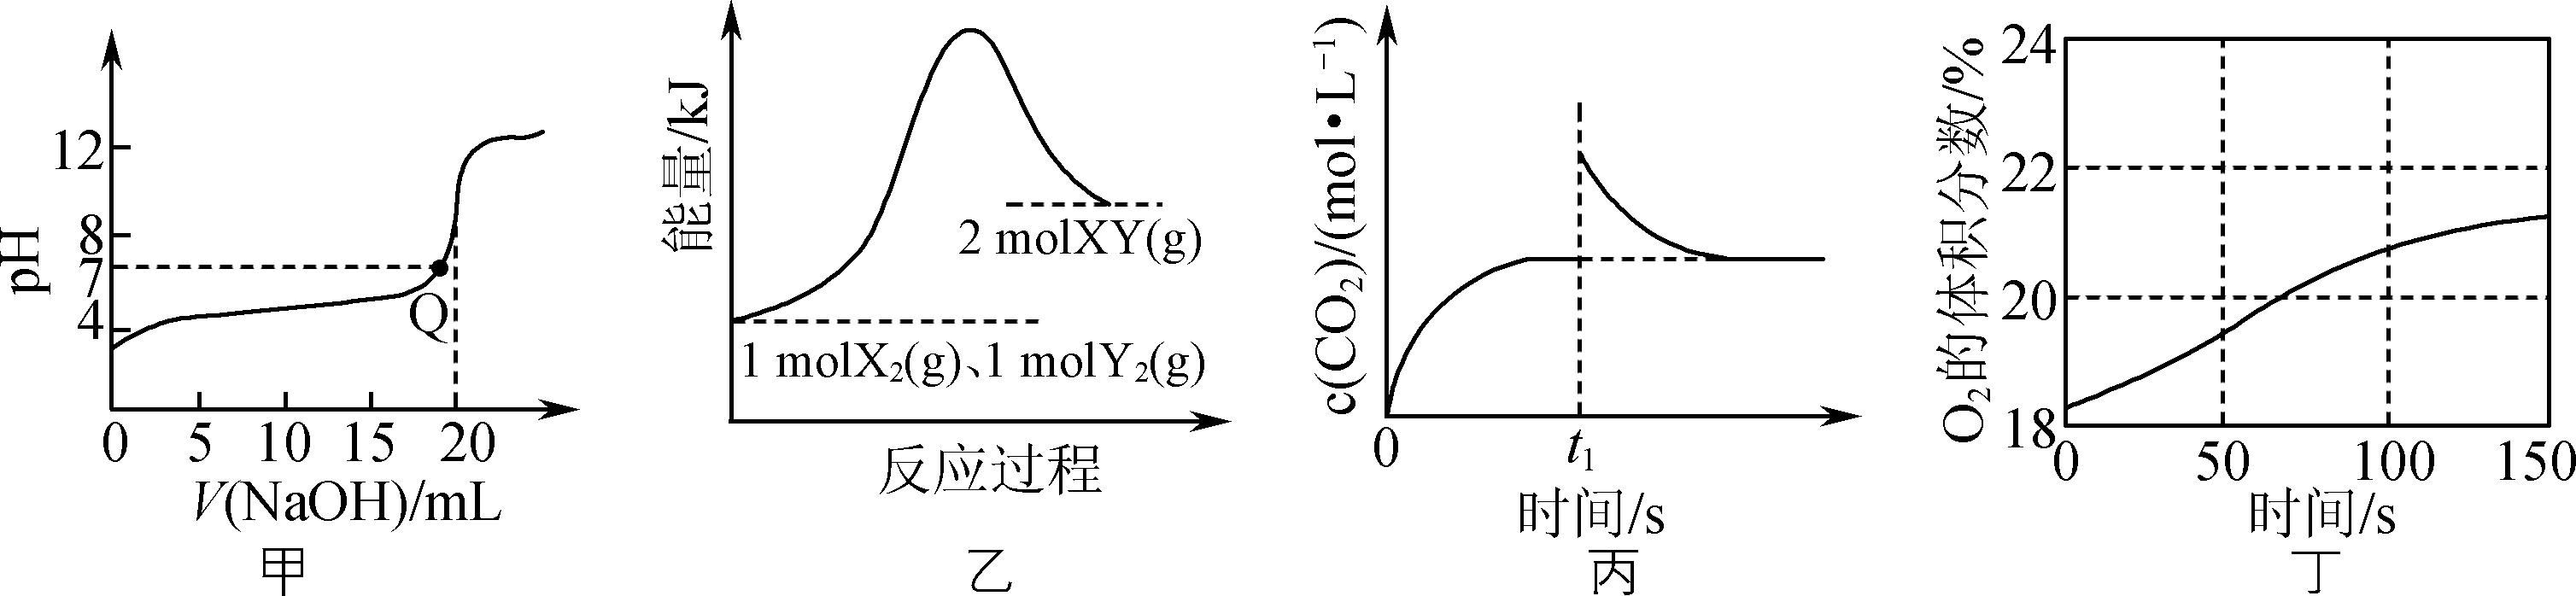 pH
12
8
7
4
Q
0 5 10 15 20
V(NaOH)/mL
甲
能量/kJ
2 molXY(g)
1 molX₂(g)、1 molY₂(g)
反应过程
乙
c(CO₂)/(mol·L⁻¹)
0
t₁
时间/s
丙
O₂的体积分数/%
24
22
20
18
0 50 100 150
时间/s
丁